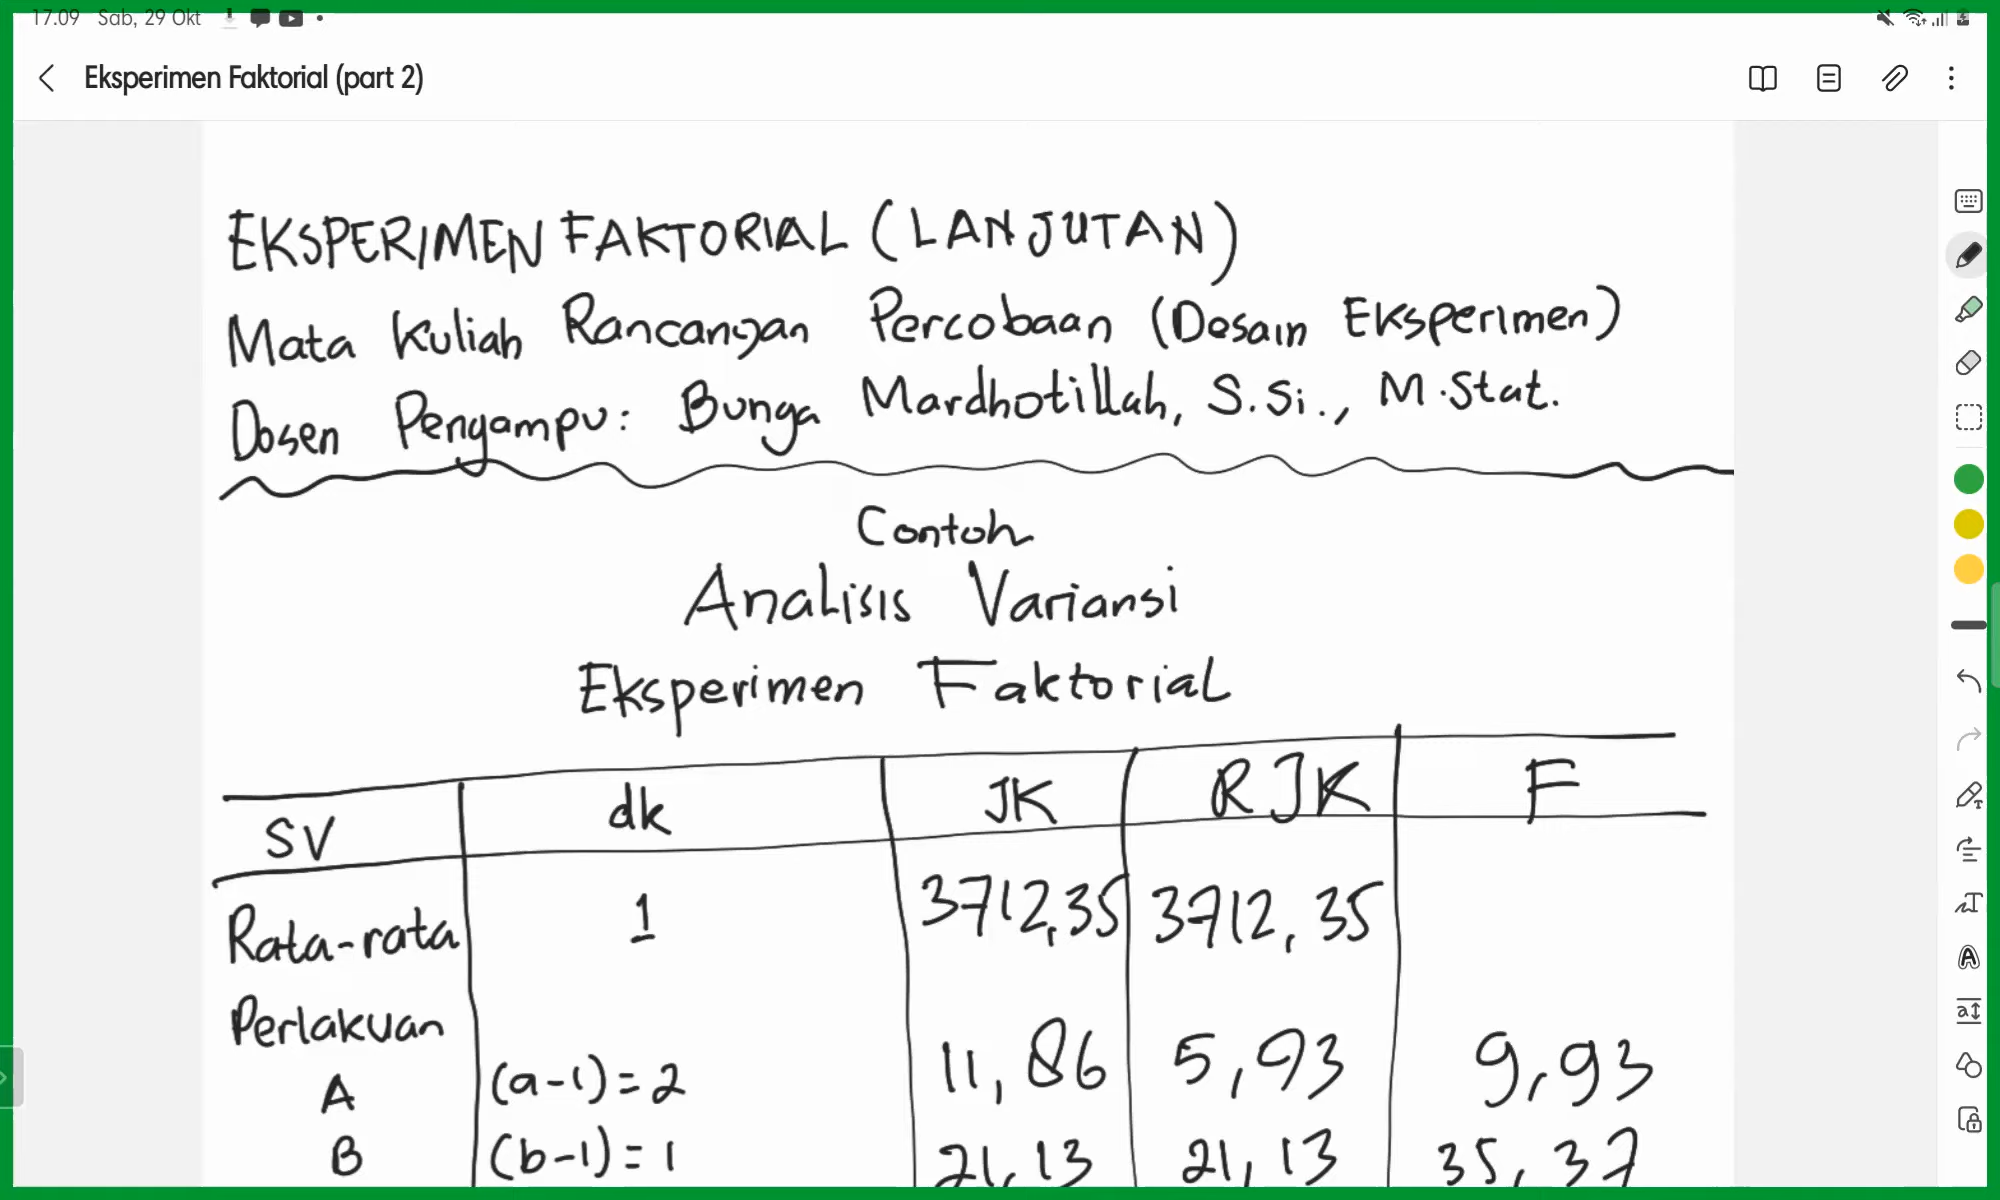 17.09 Sab, 29 Okt
Eksperimen Faktorial (part 2)
EKSPERIMEN FAKTORIAL (LANJUTAN)
Mata Kuliah Rancangan Percobaan (Desain Eksperimen)
Dosen Pengampu: Bunga Mardhotillah, S.Si., M.Stat.
Contoh
Analisis Variansi
Eksperimen Faktorial
SV dk JK RJK F
Rata-rata 1 3712,35 3712,35
Perlakuan
A (a-1)=2 11,86 5,93 9,93
B (b-1)=1 21,13 21,13 35,37